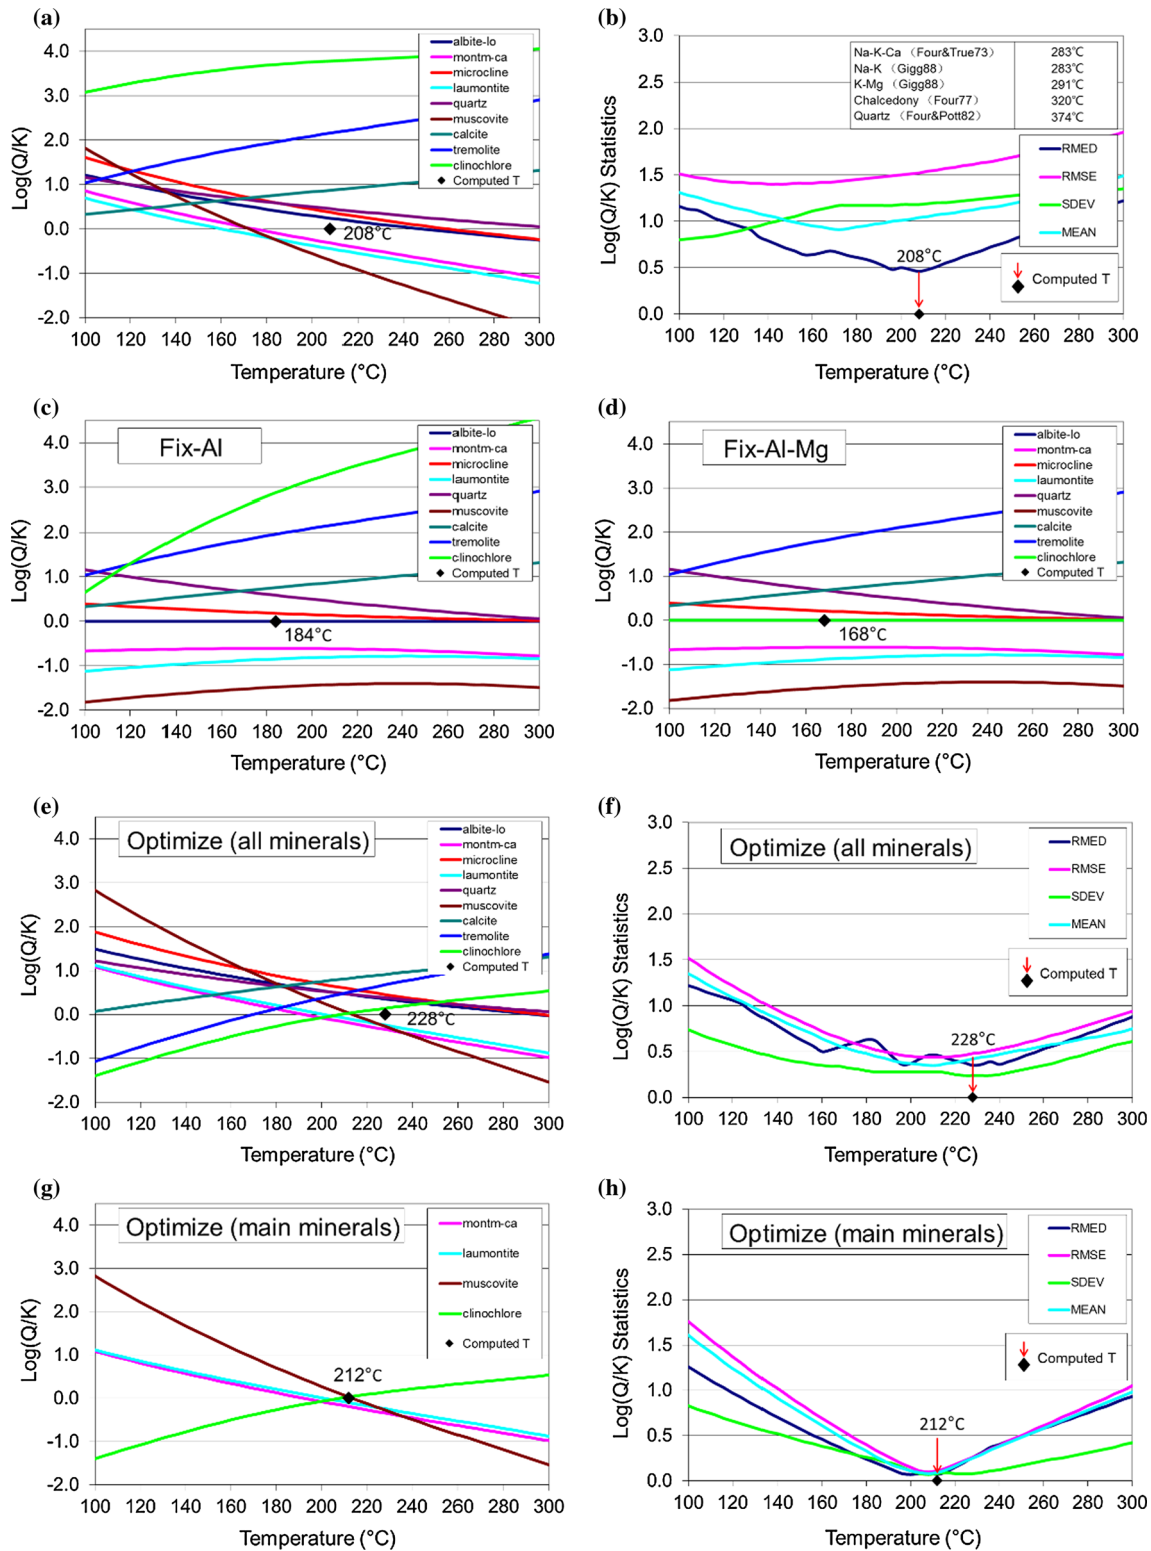 (a)
4.0
3.0
2.0
1.0
0.0
-1.0
-2.0
Log(Q/K)
albite-lo
montm-ca
microcline
laumontite
quartz
muscovite
calcite
tremolite
clinochlore
Computed T
208°C
100 120 140 160 180 200 220 240 260 280 300
Temperature (°C)
(b)
3.0
2.5
2.0
1.5
1.0
0.5
0.0
Log(Q/K) Statistics
Na-K-Ca （Four&True73） 283℃
Na-K （Gigg88） 283℃
K-Mg （Gigg88） 291℃
Chalcedony （Four77） 320℃
Quartz （Four&Pott82） 374℃
RMED
RMSE
SDEV
MEAN
Computed T
208°C
100 120 140 160 180 200 220 240 260 280 300
Temperature (°C)
(c)
Fix-Al
4.0
3.0
2.0
1.0
0.0
-1.0
-2.0
Log(Q/K)
albite-lo
montm-ca
microcline
laumontite
quartz
muscovite
calcite
tremolite
clinochlore
Computed T
184°C
100 120 140 160 180 200 220 240 260 280 300
Temperature (°C)
(d)
Fix-Al-Mg
4.0
3.0
2.0
1.0
0.0
-1.0
-2.0
Log(Q/K)
albite-lo
montm-ca
microcline
laumontite
quartz
muscovite
calcite
tremolite
clinochlore
Computed T
168°C
100 120 140 160 180 200 220 240 260 280 300
Temperature (°C)
(e)
Optimize (all minerals)
4.0
3.0
2.0
1.0
0.0
-1.0
-2.0
Log(Q/K)
albite-lo
montm-ca
microcline
laumontite
quartz
muscovite
calcite
tremolite
clinochlore
Computed T
228°C
100 120 140 160 180 200 220 240 260 280 300
Temperature (°C)
(f)
Optimize (all minerals)
3.0
2.5
2.0
1.5
1.0
0.5
0.0
Log(Q/K) Statistics
RMED
RMSE
SDEV
MEAN
Computed T
228°C
100 120 140 160 180 200 220 240 260 280 300
Temperature (°C)
(g)
Optimize (main minerals)
4.0
3.0
2.0
1.0
0.0
-1.0
-2.0
Log(Q/K)
montm-ca
laumontite
muscovite
clinochlore
Computed T
212°C
100 120 140 160 180 200 220 240 260 280 300
Temperature (°C)
(h)
Optimize (main minerals)
3.0
2.5
2.0
1.5
1.0
0.5
0.0
Log(Q/K) Statistics
RMED
RMSE
SDEV
MEAN
Computed T
212°C
100 120 140 160 180 200 220 240 260 280 300
Temperature (°C)